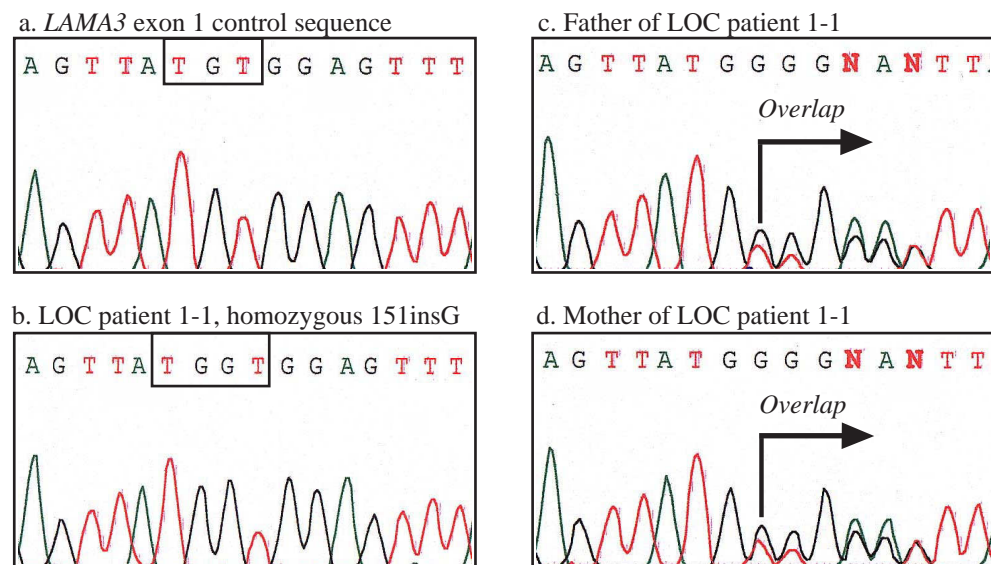 a. LAMA3 exon 1 control sequence
A G T T A T G T G G A G T T T
b. LOC patient 1-1, homozygous 151insG
A G T T A T G G T G G A G T T T
c. Father of LOC patient 1-1
A G T T A T G G G G N A N T T
Overlap
d. Mother of LOC patient 1-1
A G T T A T G G G G N A N T T
Overlap